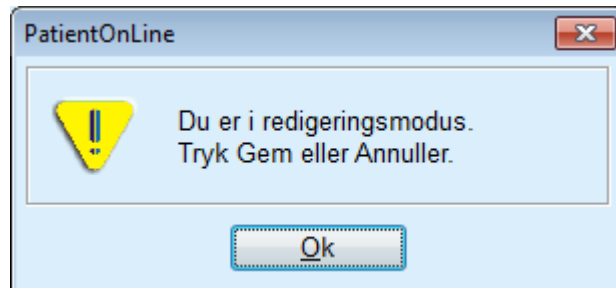 PatientOnLine
Du er i redigeringsmodus.
Tryk Gem eller Annuller.
Ok